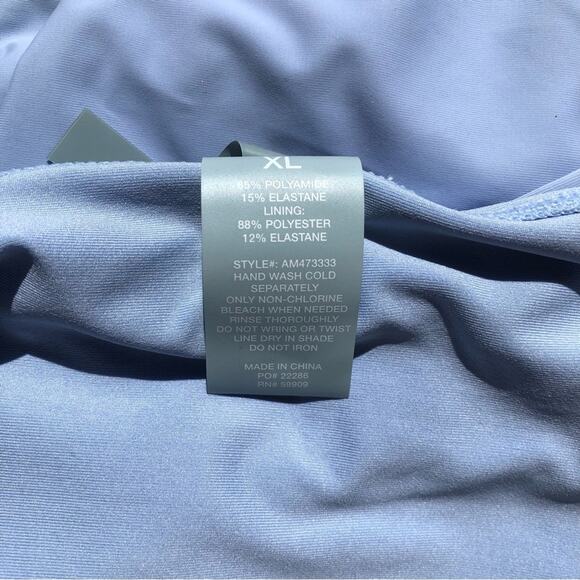 XL
85% POLYAMIDE
15% ELASTANE
LINING:
88% POLYESTER
12% ELASTANE
STYLE#: AM473333
HAND WASH COLD
SEPARATELY
ONLY NON-CHLORINE
BLEACH WHEN NEEDED
RINSE THOROUGHLY
DO NOT WRING OR TWIST
LINE DRY IN SHADE
DO NOT IRON
MADE IN CHINA
PO# 22286
RN# 59909